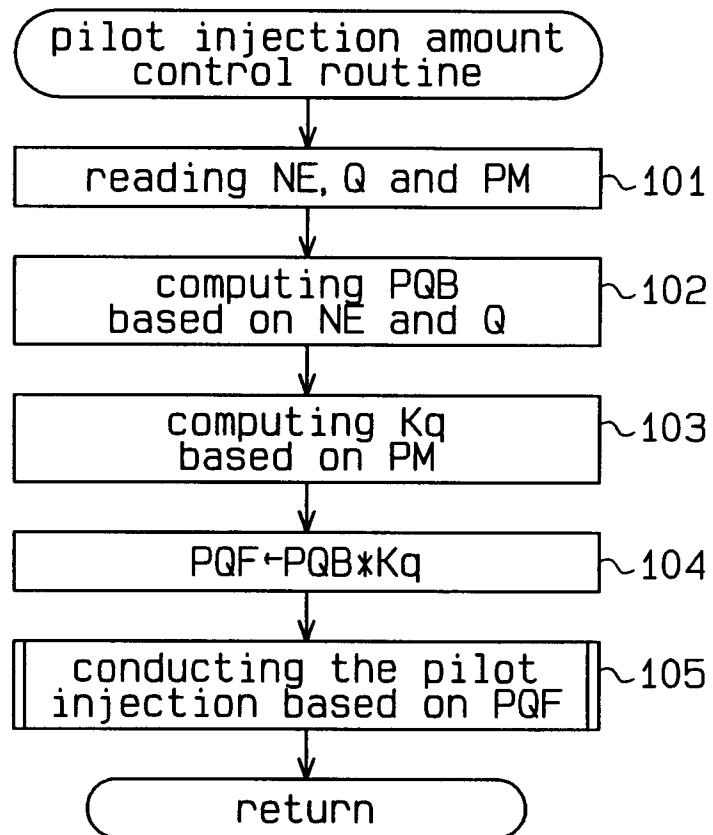 pilot injection amount
control routine
reading NE, Q and PM
101
computing PQB
based on NE and Q
102
computing Kq
based on PM
103
PQF←PQB*Kq
104
conducting the pilot
injection based on PQF
105
return